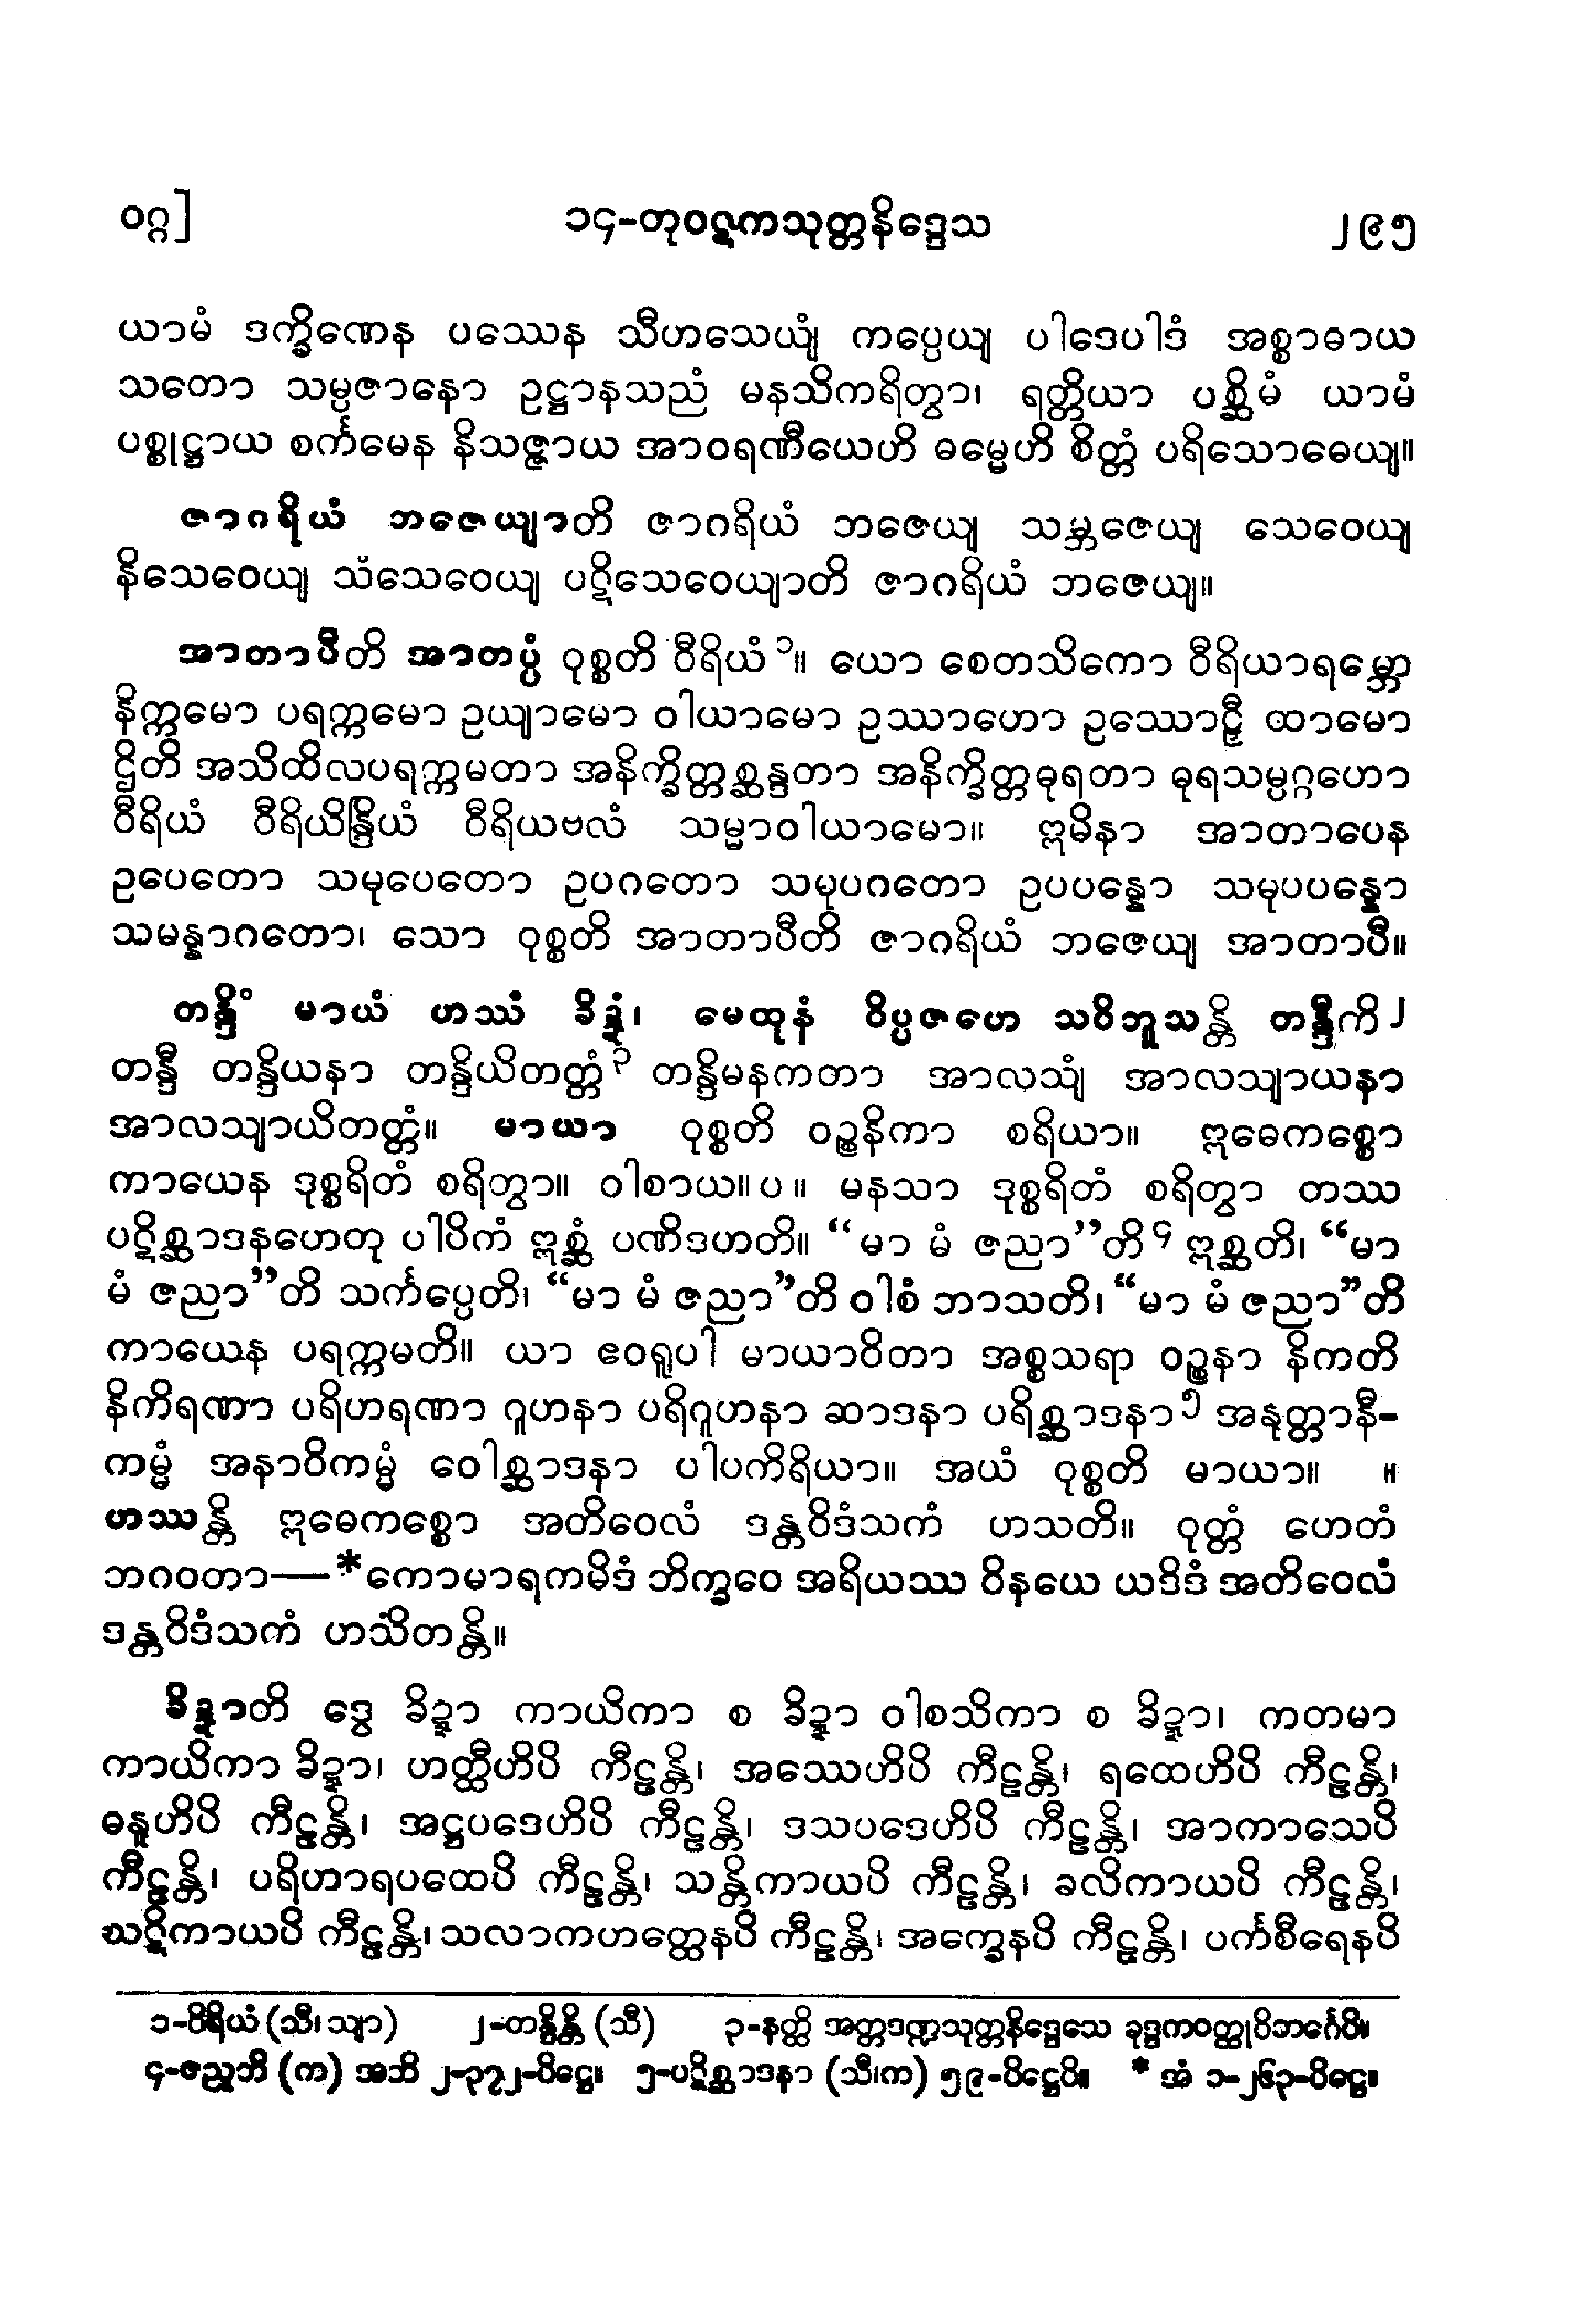 ဝဂ္ဂ] ၁၄-တုဝဋ္ဋကသုတ္တနိဒ္ဒေသ ၂၉၅
ယာမံ ဒက္ခိဏေန ပဿေန သီဟသေယျံ ကပ္ပေယျ ပါဒေပါဒံ အစ္စာဓာယ
သတော သမ္ပဇာနော ဥဋ္ဌာနသညံ မနသိကရိတွာ၊ ရတ္တိယာ ပစ္ဆိမံ ယာမံ
ပစ္စုဋ္ဌာယ စင်္ကမေန နိသဇ္ဇာယ အာဝရဏီယေဟိ ဓမ္မေဟိ စိတ္တံ ပရိသောဓေယျ။
ဇာဂရိယံ ဘဇေယျာတိ ဇာဂရိယံ ဘဇေယျ သမ္ဘဇေယျ သေဝေယျ
နိသေဝေယျ သံသေဝေယျ ပဋိသေဝေယျာတိ ဇာဂရိယံ ဘဇေယျ။
အာတာပီတိ အာတပ္ပံ ဝုစ္စတိ ဝီရိယံ၁။ ယော စေတသိကော ဝီရိယာရမ္ဘော
နိက္ကမော ပရက္ကမော ဥယျာမော ဝါယာမော ဥဿာဟော ဥဿောဠှီ ထာမော
ဌိတိ အသိထိလပရက္ကမတာ အနိက္ခိတ္တစ္ဆန္ဒတာ အနိက္ခိတ္တဓုရတာ ဓုရသမ္ပဂ္ဂဟော
ဝီရိယံ ဝီရိယိန္ဒြိယံ ဝီရိယဗလံ သမ္မာဝါယာမော။ ဣမိနာ အာတာပေန
ဥပေတော သမုပေတော ဥပဂတော သမုပဂတော ဥပပန္နော သမုပပန္နော
သမန္နာဂတော၊ သော ဝုစ္စတိ အာတာပီတိ ဇာဂရိယံ ဘဇေယျ အာတာပီ။
တန္ဒိံ မာယံ ဟဿံ ခိဍ္ဍံ၊ မေထုနံ ဝိပ္ပဇဟေ သဝိဘူသန္တိ တန္ဒီကိ၂
တန္ဒီ တန္ဒိယနာ တန္ဒိယိတတ္တံ၃ တန္ဒိမနကတာ အာလသျံ အာလသျာယနာ
အာလသျာယိတတ္တံ။ မာယာ ဝုစ္စတိ ဝဉ္စနိကာ စရိယာ။ ဣဓေကစ္စော
ကာယေန ဒုစ္စရိတံ စရိတွာ။ ဝါစာယ။ပ။ မနသာ ဒုစ္စရိတံ စရိတွာ တဿ
ပဋိစ္ဆာဒနဟေတု ပါပိကံ ဣစ္ဆံ ပဏိဒဟတိ။ “မာ မံ ဇညာ”တိ၄ ဣစ္ဆတိ၊ “မာ
မံ ဇညာ”တိ သင်္ကပ္ပေတိ၊ “မာ မံ ဇညာ”တိ ဝါစံ ဘာသတိ၊ “မာ မံ ဇညာ”တိ
ကာယေန ပရက္ကမတိ။ ယာ ဧဝရူပါ မာယာဝိတာ အစ္စသရာ ဝဉ္စနာ နိကတိ
နိကိရဏာ ပရိဟရဏာ ဂူဟနာ ပရိဂူဟနာ ဆာဒနာ ပရိစ္ဆာဒနာ၅ အနုတ္တာနီ-
ကမ္မံ အနာဝိကမ္မံ ဝေါစ္ဆာဒနာ ပါပကိရိယာ။ အယံ ဝုစ္စတိ မာယာ။ ။
ဟဿန္တိ ဣဓေကစ္စော အတိဝေလံ ဒန္တဝိဒံသကံ ဟသတိ။ ဝုတ္တံ ဟေတံ
ဘဂဝတာ—*ကောမာရကမိဒံ ဘိက္ခဝေ အရိယဿ ဝိနယေ ယဒိဒံ အတိဝေလံ
ဒန္တဝိဒံသကံ ဟသိတန္တိ။
ခိဍ္ဍာတိ ဒွေ ခိဍ္ဍာ ကာယိကာ စ ခိဍ္ဍာ ဝါစသိကာ စ ခိဍ္ဍာ၊ ကတမာ
ကာယိကာ ခိဍ္ဍာ၊ ဟတ္ထီဟိပိ ကီဠန္တိ၊ အဿေဟိပိ ကီဠန္တိ၊ ရထေဟိပိ ကီဠန္တိ၊
ဓနူဟိပိ ကီဠန္တိ၊ အဋ္ဌပဒေဟိပိ ကီဠန္တိ၊ ဒသပဒေဟိပိ ကီဠန္တိ၊ အာကာသေပိ
ကီဠန္တိ၊ ပရိဟာရပထေပိ ကီဠန္တိ၊ သန္တိကာယပိ ကီဠန္တိ၊ ခလိကာယပိ ကီဠန္တိ၊
ဃဋိကာယပိ ကီဠန္တိ၊ သလာကဟတ္ထေနပိ ကီဠန္တိ၊ အက္ခေနပိ ကီဠန္တိ၊ ပင်္ကစီရေနပိ
၁-ဝိရိယံ (သီ၊ သျာ) ၂-တန္ဒိန္တိ (သီ) ၃-နတ္ထိ အတ္တဒဏ္ဍသုတ္တနိဒ္ဒေသေ ခုဒ္ဒကဝတ္ထုဝိဘင်္ဂေပိ။
၄-ဇညူဘိ (က) အဘိ ၂-၃၇၂-ပိဋ္ဌေ။ ၅-ပဋိစ္ဆာဒနာ (သီ၊က) ၅၉-ပိဋ္ဌေပိ။ * အံ ၁-၂၆၃-ပိဋ္ဌေ။